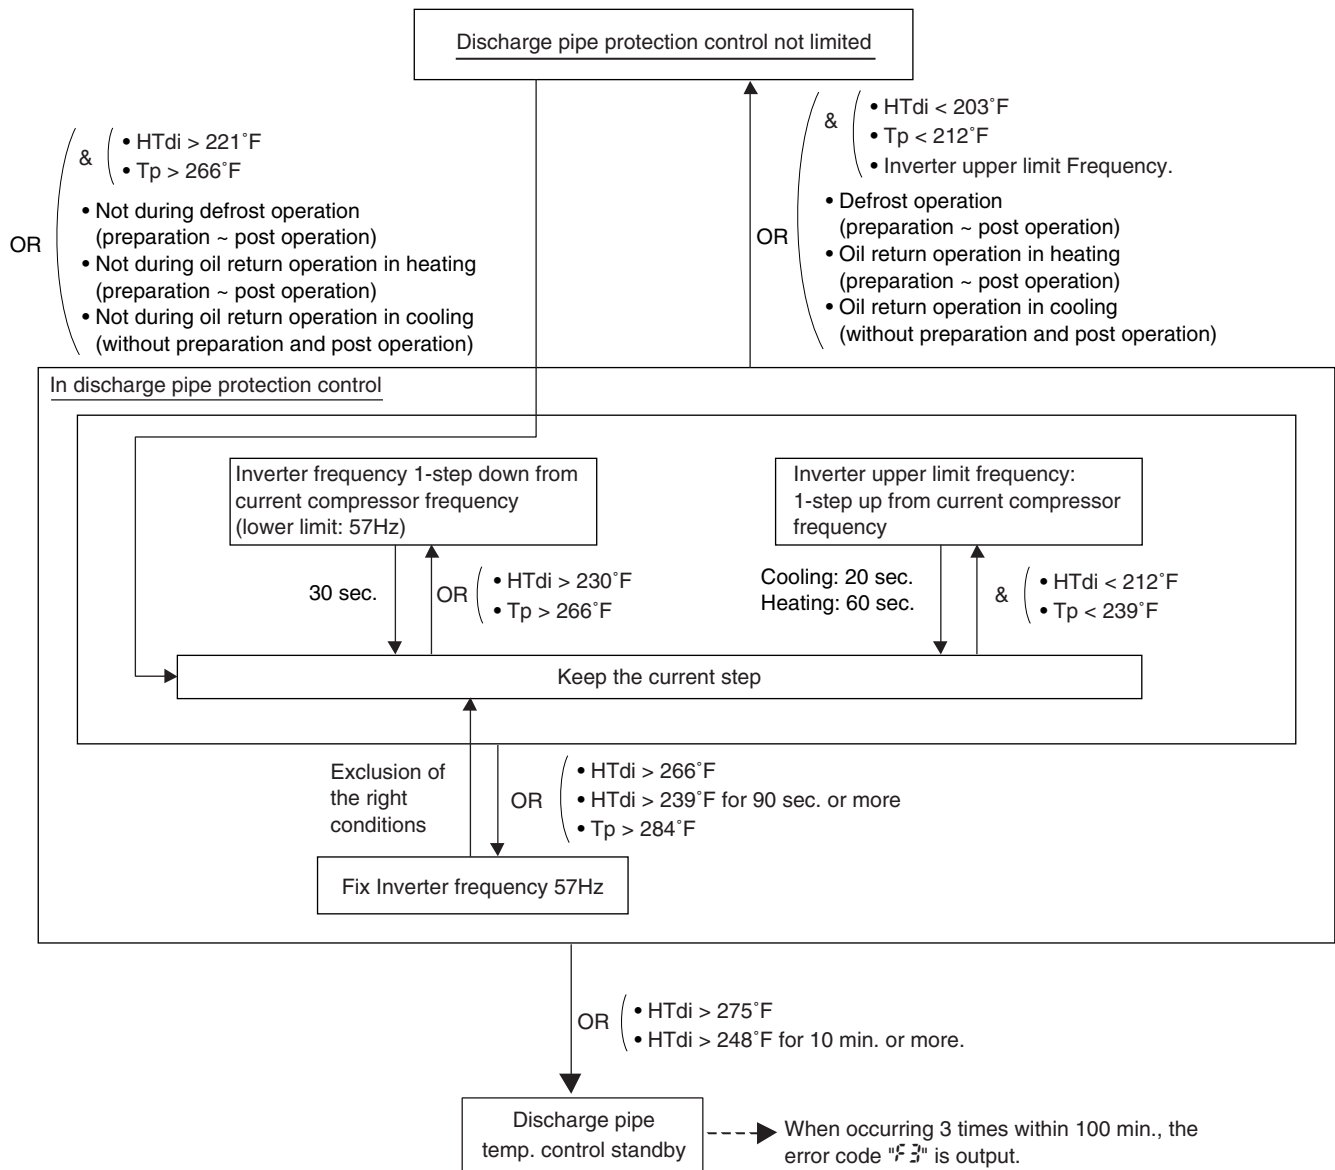 Discharge pipe protection control not limited
OR
&
• HTdi > 221°F
• Tp > 266°F
• Not during defrost operation
(preparation ~ post operation)
• Not during oil return operation in heating
(preparation ~ post operation)
• Not during oil return operation in cooling
(without preparation and post operation)
OR
&
• HTdi < 203°F
• Tp < 212°F
• Inverter upper limit Frequency.
• Defrost operation
(preparation ~ post operation)
• Oil return operation in heating
(preparation ~ post operation)
• Oil return operation in cooling
(without preparation and post operation)
In discharge pipe protection control
Inverter frequency 1-step down from
current compressor frequency
(lower limit: 57Hz)
Inverter upper limit frequency:
1-step up from current compressor
frequency
30 sec.
OR
• HTdi > 230°F
• Tp > 266°F
Cooling: 20 sec.
Heating: 60 sec.
&
• HTdi < 212°F
• Tp < 239°F
Keep the current step
Exclusion of
the right
conditions
OR
• HTdi > 266°F
• HTdi > 239°F for 90 sec. or more
• Tp > 284°F
Fix Inverter frequency 57Hz
OR
• HTdi > 275°F
• HTdi > 248°F for 10 min. or more.
Discharge pipe
temp. control standby
When occurring 3 times within 100 min., the
error code "F3" is output.